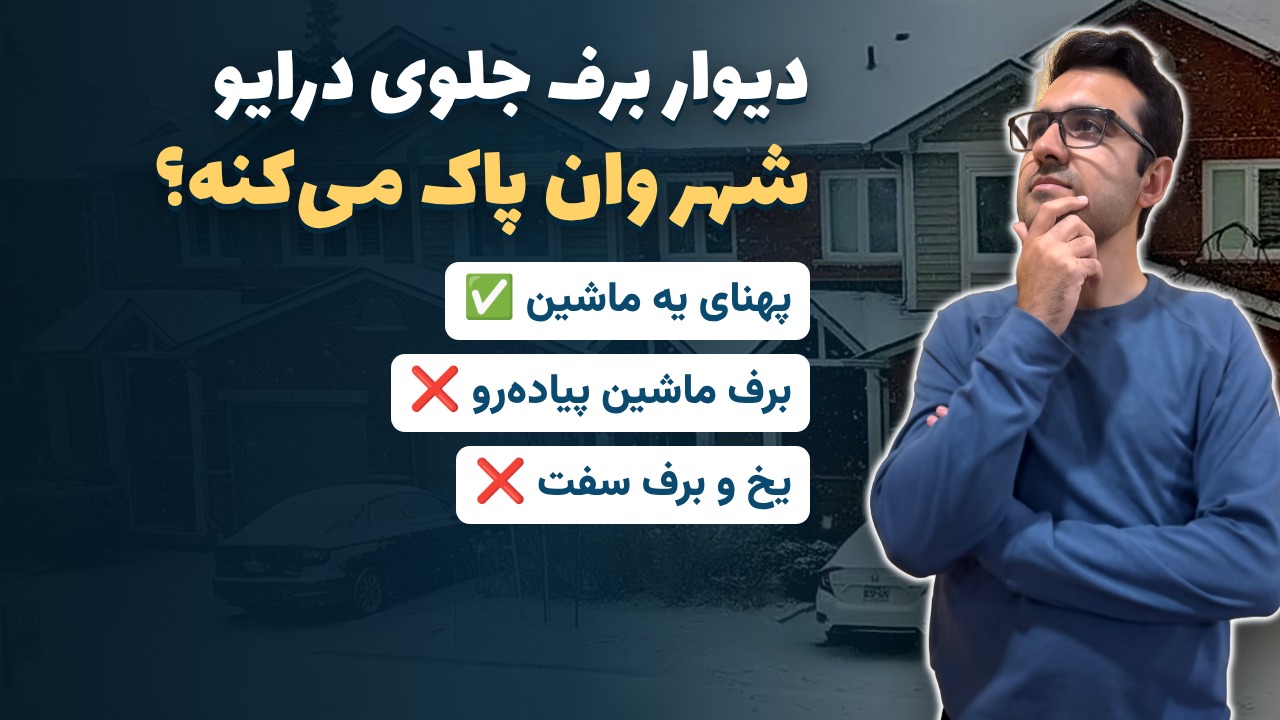 دیوار برف جلوی درایو
شهر وان پاک می‌کنه؟
پهنای یه ماشین ✅
برف ماشین پیاده‌رو ❌
یخ و برف سفت ❌